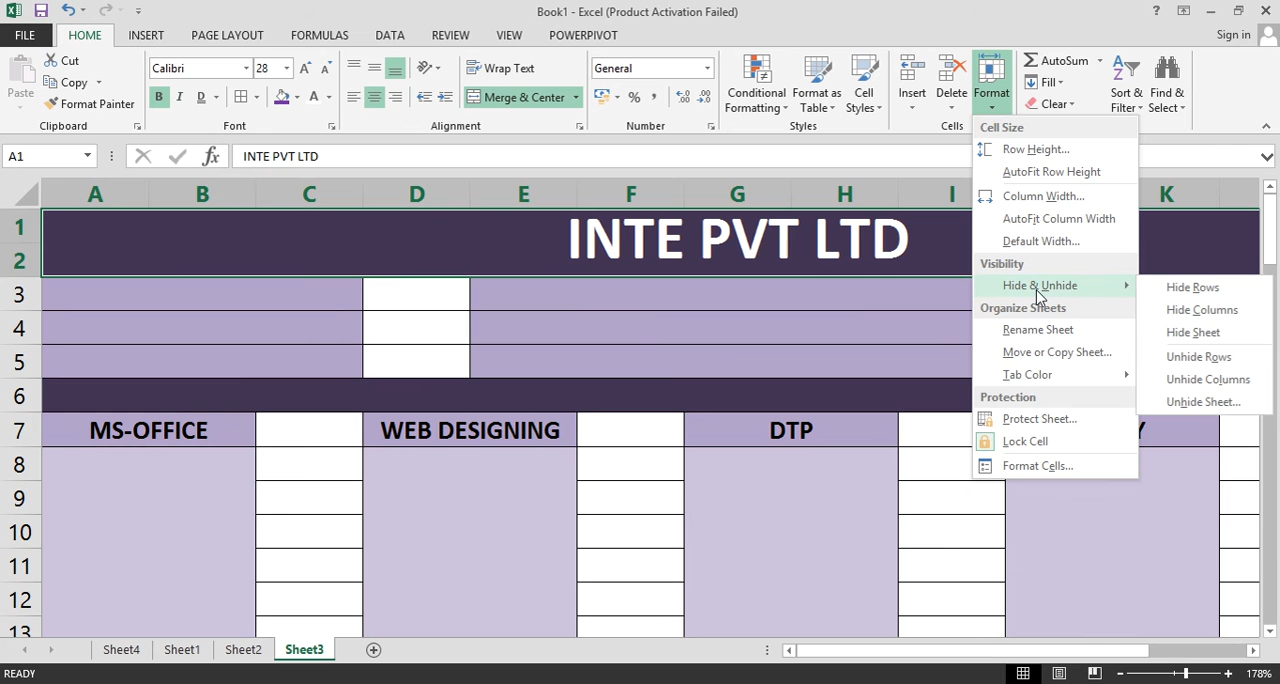 Book1 - Excel (Product Activation Failed)
?
FILE HOME INSERT PAGE LAYOUT FORMULAS DATA REVIEW VIEW POWERPIVOT Sign in
Paste
Cut
Copy
Format Painter
Clipboard
Calibri 28
B I D
Font
Wrap Text
Merge & Center
Alignment
General
%
Number
Conditional Formatting
Format as Table
Cell Styles
Styles
Insert
Delete
Format
Cells
AutoSum
Fill
Clear
Sort & Filter
Find & Select
A1 fx INTE PVT LTD
Cell Size
Row Height...
AutoFit Row Height
Column Width...
AutoFit Column Width
Default Width...
Visibility
Hide & Unhide
Organize Sheets
Rename Sheet
Move or Copy Sheet...
Tab Color
Protection
Protect Sheet...
Lock Cell
Format Cells...
Hide Rows
Hide Columns
Hide Sheet
Unhide Rows
Unhide Columns
Unhide Sheet...
A B C D E F G H I K
1
INTE PVT LTD
2
3
4
5
6
7 MS-OFFICE WEB DESIGNING DTP
8
9
10
11
12
13
Sheet4 Sheet1 Sheet2 Sheet3
READY 178%